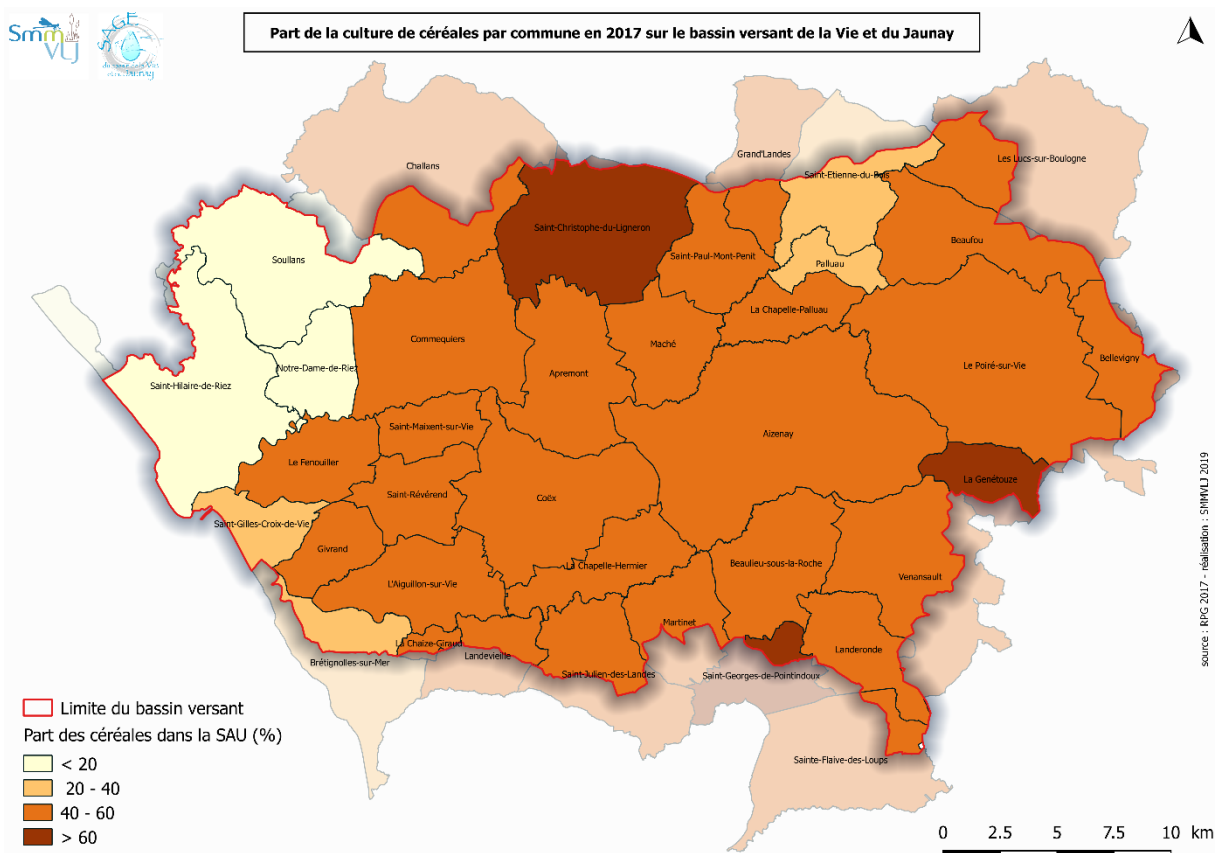 Smm
VLJ
SAGE
Jaunay
Part de la culture de céréales par commune en 2017 sur le bassin versant de la Vie et du Jaunay
Challans
Grand'Landes
Les Lucs-sur-Boulogne
Saint-Etienne-du-Bois
Saint-Christophe-du-Ligneron
Beaufou
Soullans
Saint-Paul-Mont-Penit
Palluau
La Chapelle-Palluau
Commequiers
Maché
Bellevigny
Le Poiré-sur-Vie
Notre-Dame-de-Riez
Apremont
Saint-Hilaire-de-Riez
Saint-Maixent-sur-Vie
Aizenay
Le Fenouiller
La Genétouze
Saint-Révérend
Coëx
Saint-Gilles-Croix-de-Vie
Givrand
La Chapelle-Hermier
Beaulieu-sous-la-Roche
Venansault
L'Aiguillon-sur-Vie
Martinet
La Chaize-Giraud
Landeronde
Landevieille
Brétignolles-sur-Mer
Saint-Julien-des-Landes
Saint-Georges-de-Pointindoux
Sainte-Flaive-des-Loups
Limite du bassin versant
Part des céréales dans la SAU (%)
< 20
20 - 40
40 - 60
> 60
0 2.5 5 7.5 10 km
source : RPG 2017 - réalisation : SMMVLJ 2019